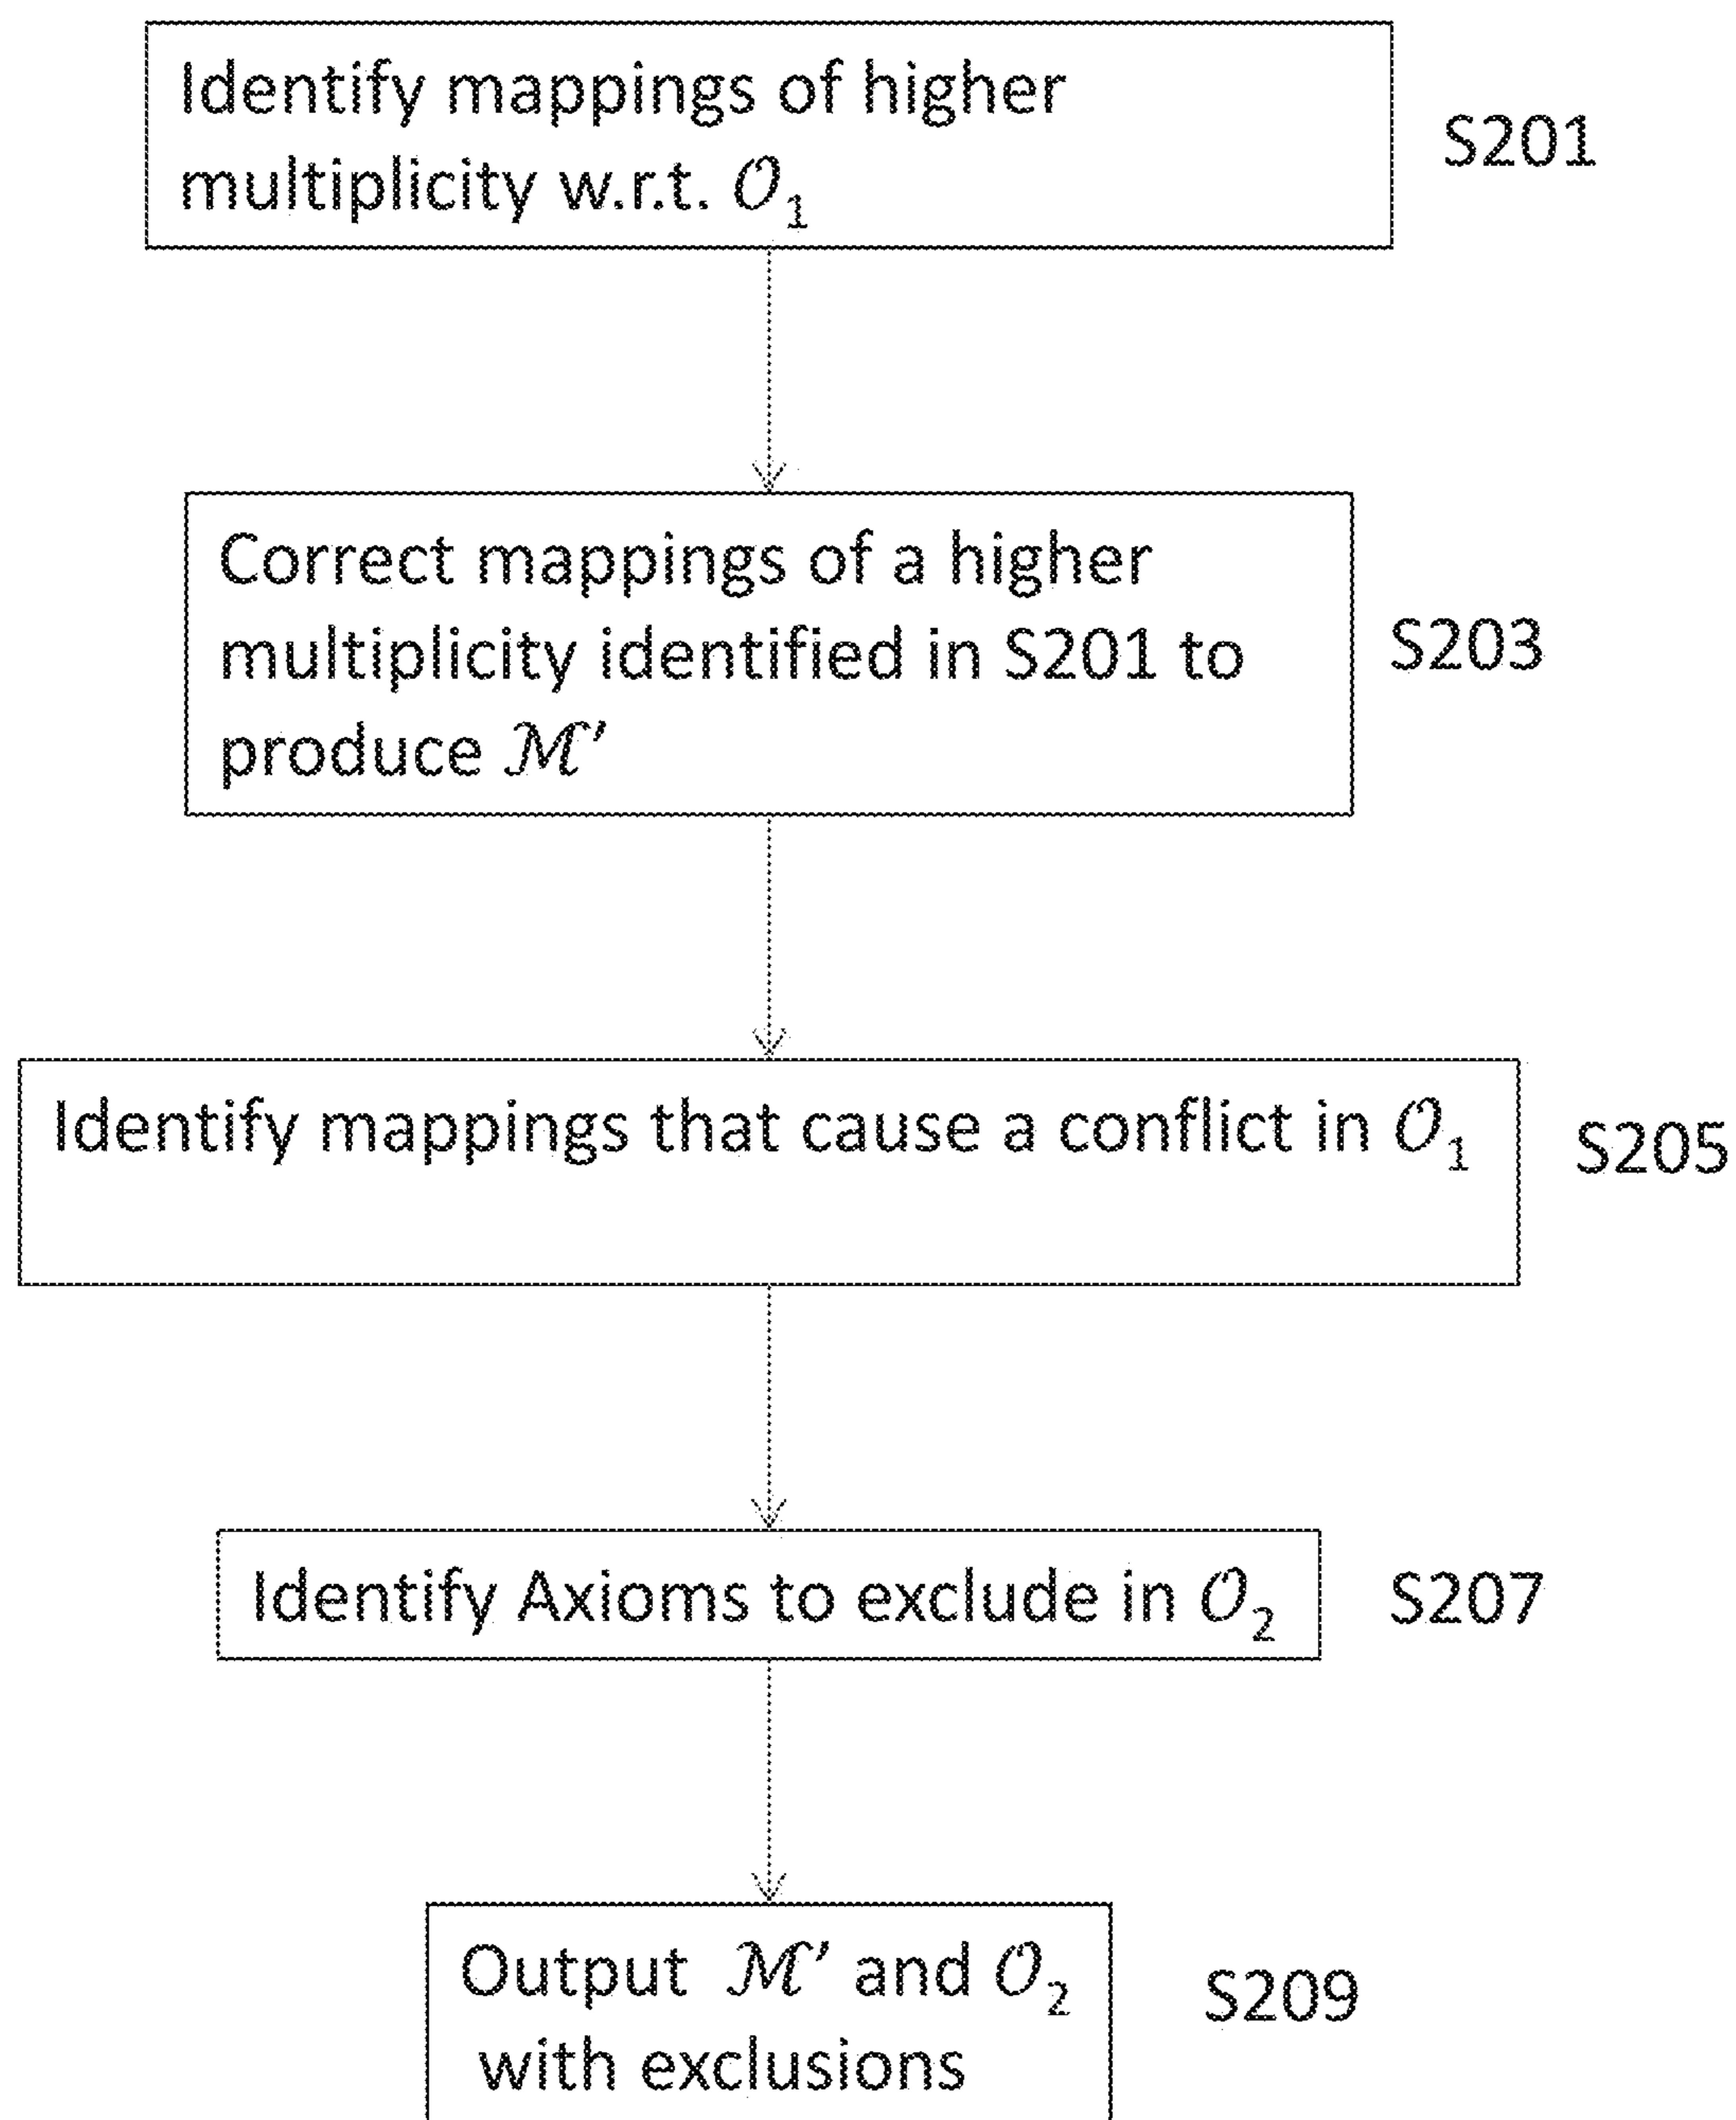 Identify mappings of higher
multiplicity w.r.t. 𝒪₁
S201
Correct mappings of a higher
multiplicity identified in S201 to
produce ℳ′
S203
Identify mappings that cause a conflict in 𝒪₁
S205
Identify Axioms to exclude in 𝒪₂
S207
Output ℳ′ and 𝒪₂
with exclusions
S209